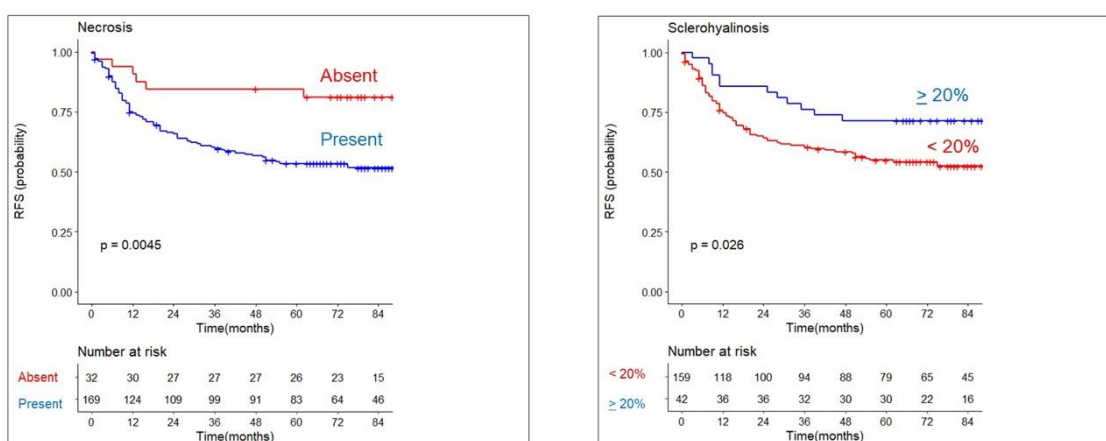 Necrosis
1.00
0.75
0.50
0.25
0.00
RFS (probability)
Absent
Present
p = 0.0045
0 12 24 36 48 60 72 84
Time(months)
Number at risk
Absent 32 30 27 27 27 26 23 15
Present 169 124 109 99 91 83 64 46
0 12 24 36 48 60 72 84
Time(months)
Sclerohyalinosis
1.00
0.75
0.50
0.25
0.00
RFS (probability)
≥ 20%
< 20%
p = 0.026
0 12 24 36 48 60 72 84
Time(months)
Number at risk
< 20% 159 118 100 94 88 79 65 45
≥ 20% 42 36 36 32 30 30 22 16
0 12 24 36 48 60 72 84
Time(months)